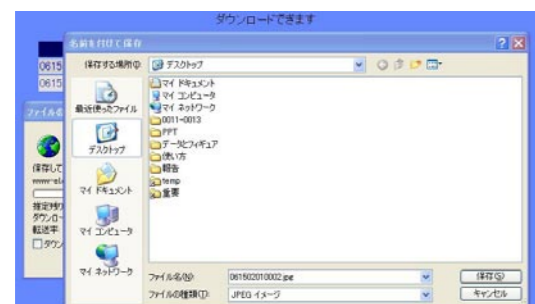 ダウンロードできます
名前を付けて保存
保存する場所(I):
デスクトップ
0615
0615
最近使ったファイル
デスクトップ
マイ ドキュメント
マイ コンピュータ
マイ ネットワーク
マイ ドキュメント
マイ コンピュータ
マイ ネットワーク
0011-0013
PPT
データとフィギュア
使い方
報告
temp
重要
ファイル名(N):
061502010002.jpe
保存(S)
ファイルの種類(T):
JPEG イメージ
キャンセル
保存して
転送率: